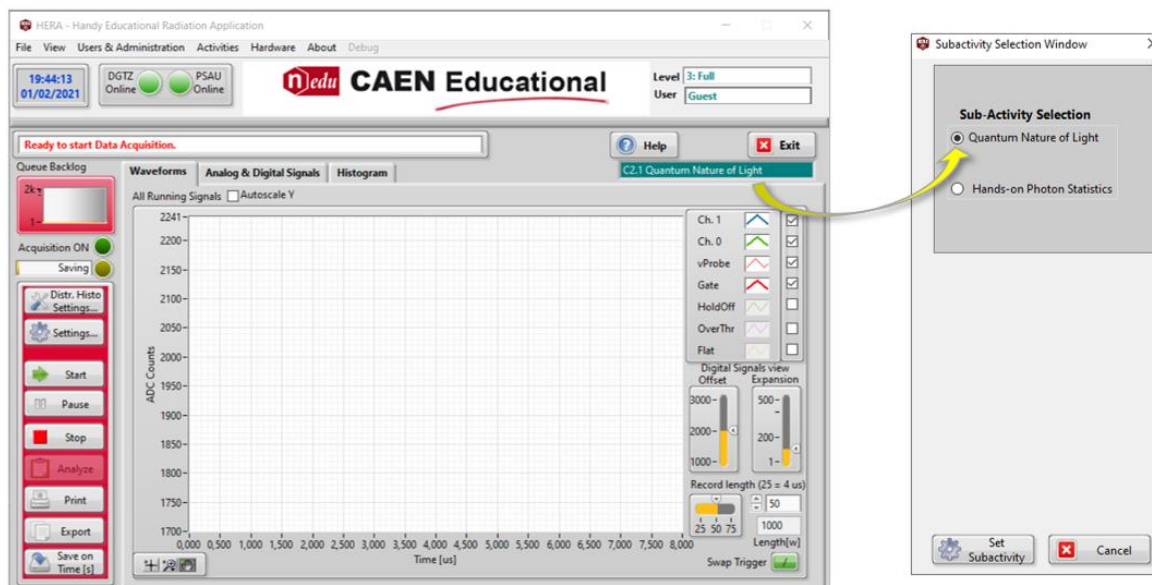 HERA - Handy Educational Radiation Application
File View Users & Administration Activities Hardware About Debug
19:44:13
01/02/2021
DGTZ
Online
PSAU
Online
n edu CAEN Educational
Level 3: Full
User Guest
Ready to start Data Acquisition.
Help
Exit
Queue Backlog
2k
1
Acquisition ON
Saving
Distr. Histo
Settings...
Settings...
Start
Pause
Stop
Analyze
Print
Export
Save on
Time [s]
Waveforms Analog & Digital Signals Histogram
C2.1 Quantum Nature of Light
All Running Signals Autoscale Y
ADC Counts
2241
2200
2150
2100
2050
2000
1950
1900
1850
1800
1750
1700
0,000 0,500 1,000 1,500 2,000 2,500 3,000 3,500 4,000 4,500 5,000 5,500 6,000 6,500 7,000 7,500 8,000
Time [us]
Ch. 1
Ch. 0
vProbe
Gate
HoldOff
OverThr
Flat
Digital Signals view
Offset Expansion
3000 500
2000 200
1000 1
Record length (25 = 4 us)
25 50 75
50
1000
Length[w]
Swap Trigger
Subactivity Selection Window
Sub-Activity Selection
Quantum Nature of Light
Hands-on Photon Statistics
Set
Subactivity
Cancel